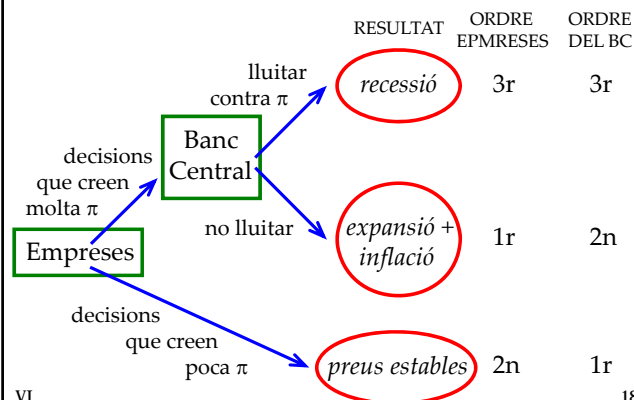 RESULTAT
ORDRE
EPMRESES
ORDRE
DEL BC
lluitar
contra π
recessió
3r
3r
Banc
Central
decisions
que creen
molta π
no lluitar
expansió +
inflació
1r
2n
Empreses
decisions
que creen
poca π
preus estables
2n
1r
VI
18